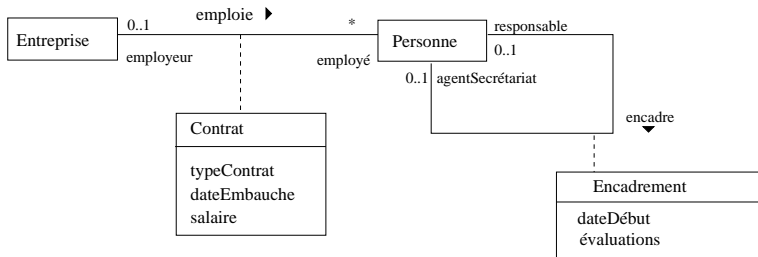 emploie
Entreprise
0..1
employeur
*
employé
Personne
responsable
0..1
0..1
agentSecrétariat
encadre
Contrat
typeContrat
dateEmbauche
salaire
Encadrement
dateDébut
évaluations